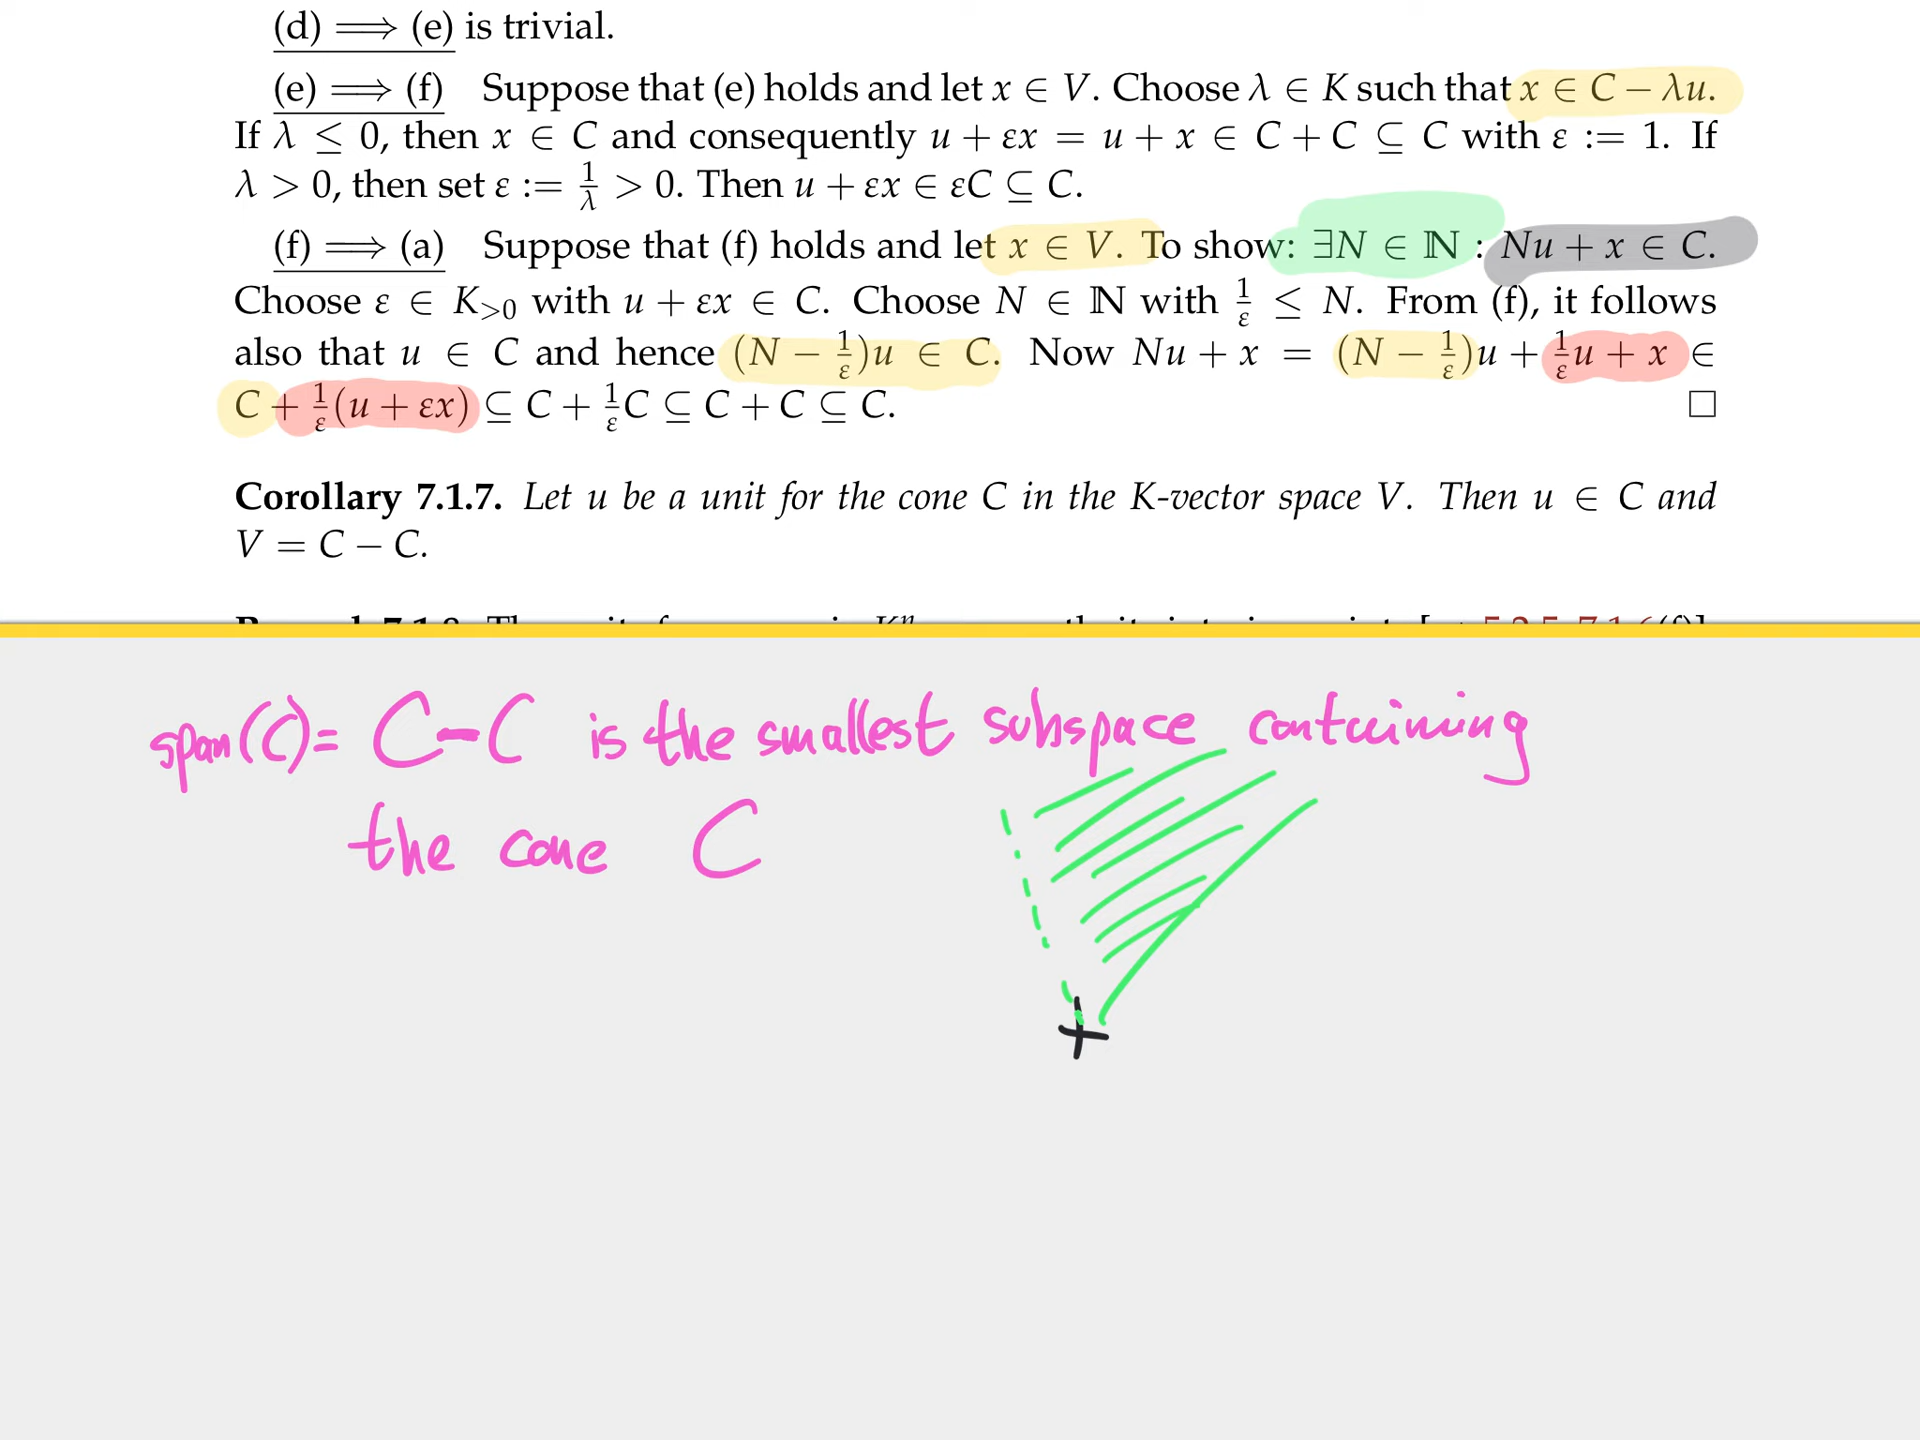 (d) ⟹ (e) is trivial.
(e) ⟹ (f) Suppose that (e) holds and let x ∈ V. Choose λ ∈ K such that x ∈ C − λu.
If λ ≤ 0, then x ∈ C and consequently u + εx = u + x ∈ C + C ⊆ C with ε := 1. If
λ > 0, then set ε := 1/λ > 0. Then u + εx ∈ εC ⊆ C.
(f) ⟹ (a) Suppose that (f) holds and let x ∈ V. To show: ∃N ∈ ℕ : Nu + x ∈ C.
Choose ε ∈ K_{>0} with u + εx ∈ C. Choose N ∈ ℕ with 1/ε ≤ N. From (f), it follows
also that u ∈ C and hence (N − 1/ε)u ∈ C. Now Nu + x = (N − 1/ε)u + 1/ε u + x ∈
C + 1/ε(u + εx) ⊆ C + 1/ε C ⊆ C + C ⊆ C. □
Corollary 7.1.7. Let u be a unit for the cone C in the K-vector space V. Then u ∈ C and
V = C − C.
span(C) = C − C is the smallest subspace containing
the cone C